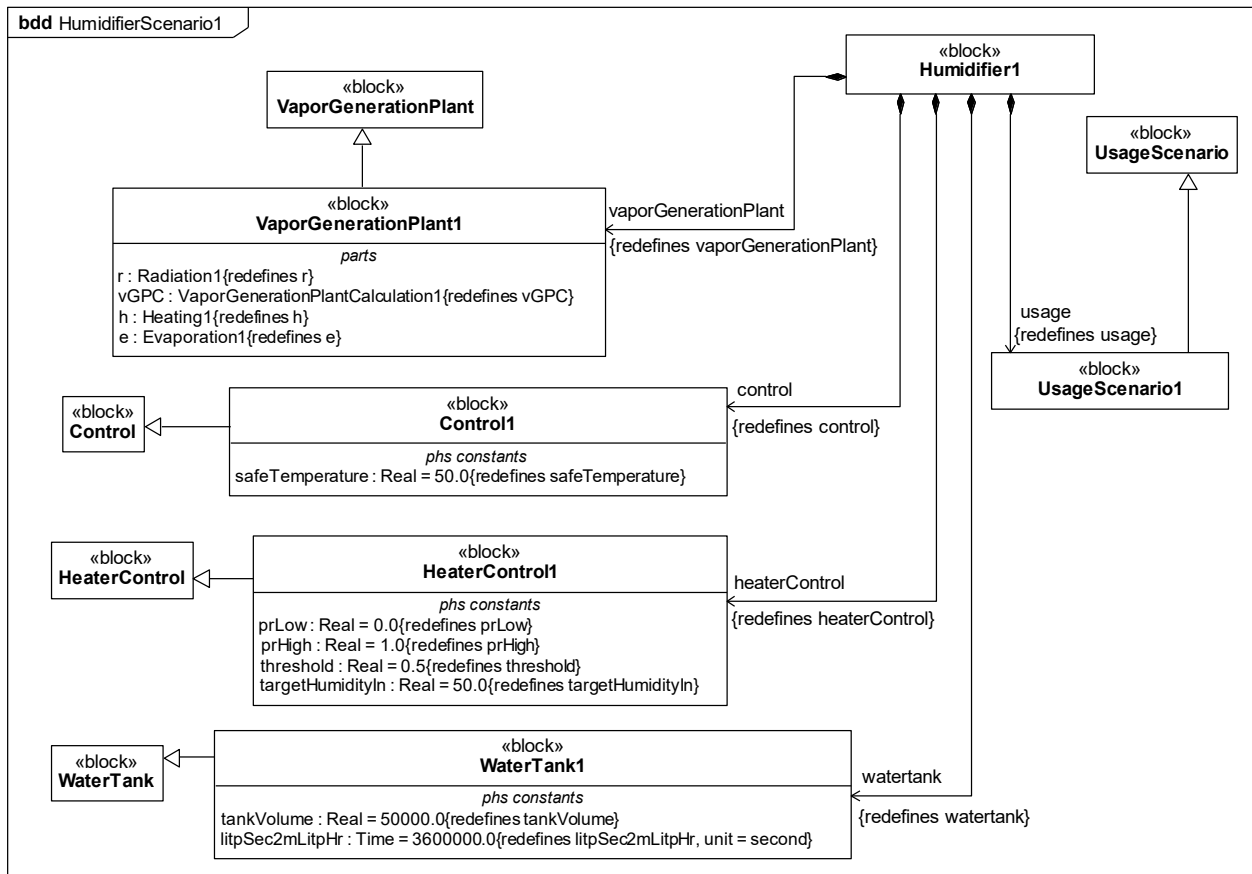 bdd HumidifierScenario1
«block»
Humidifier1
«block»
VaporGenerationPlant
«block»
UsageScenario
«block»
VaporGenerationPlant1
parts
r : Radiation1{redefines r}
vGPC : VaporGenerationPlantCalculation1{redefines vGPC}
h : Heating1{redefines h}
e : Evaporation1{redefines e}
vaporGenerationPlant
{redefines vaporGenerationPlant}
usage
{redefines usage}
«block»
UsageScenario1
«block»
Control
«block»
Control1
phs constants
safeTemperature : Real = 50.0{redefines safeTemperature}
control
{redefines control}
«block»
HeaterControl
«block»
HeaterControl1
phs constants
prLow : Real = 0.0{redefines prLow}
prHigh : Real = 1.0{redefines prHigh}
threshold : Real = 0.5{redefines threshold}
targetHumidityIn : Real = 50.0{redefines targetHumidityIn}
heaterControl
{redefines heaterControl}
«block»
WaterTank
«block»
WaterTank1
phs constants
tankVolume : Real = 50000.0{redefines tankVolume}
litpSec2mLitpHr : Time = 3600000.0{redefines litpSec2mLitpHr, unit = second}
watertank
{redefines watertank}